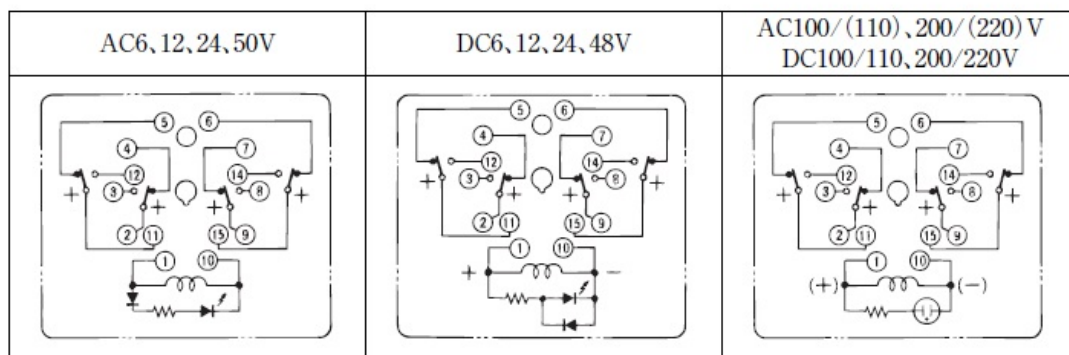 AC6、12、24、50V
DC6、12、24、48V
AC100/(110)、200/(220)V
DC100/110、200/220V
5 6
4 7
12 14
3 8
+ + + +
2 11 15 9
1 10
5 6
4 7
12 14
3 8
+ + + +
2 11 15 9
1 10
+ −
5 6
4 7
12 14
3 8
+ + + +
2 11 15 9
1 10
(+) (−)